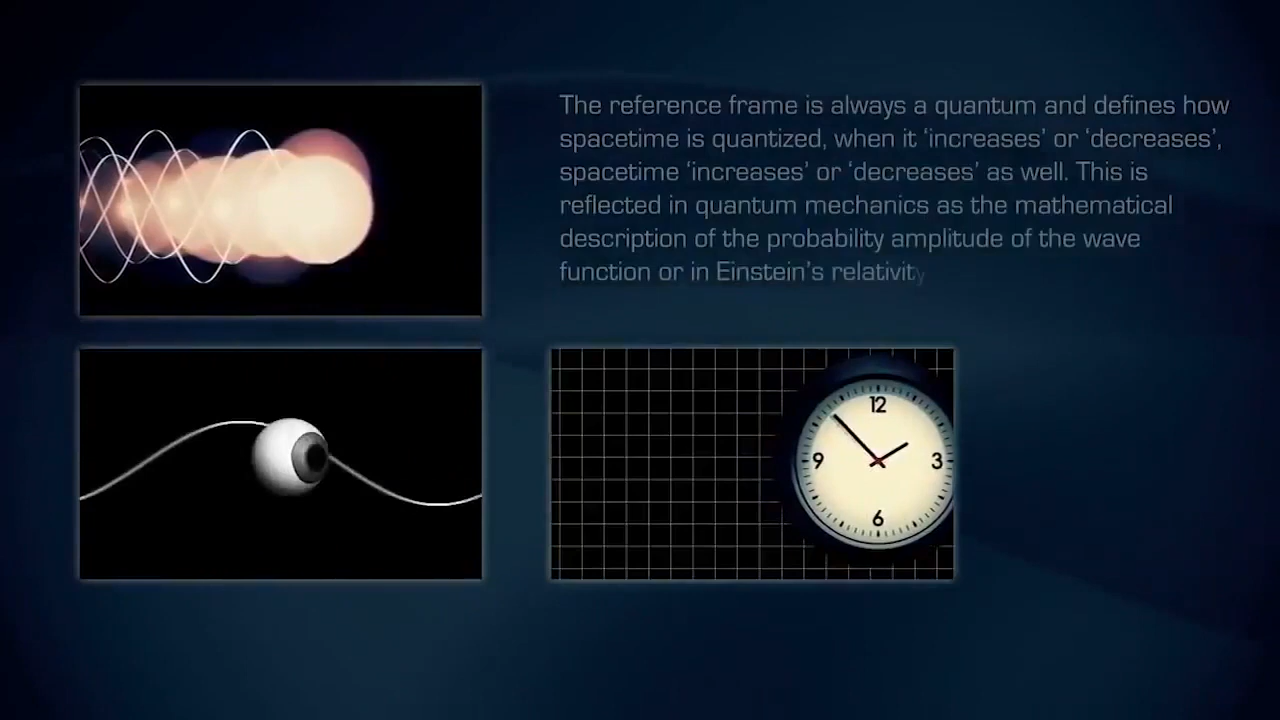 The reference frame is always a quantum and defines how
spacetime is quantized, when it ‘increases’ or ‘decreases’,
spacetime ‘increases’ or ‘decreases’ as well. This is
reflected in quantum mechanics as the mathematical
description of the probability amplitude of the wave
function or in Einstein’s relativity
12
9
3
6